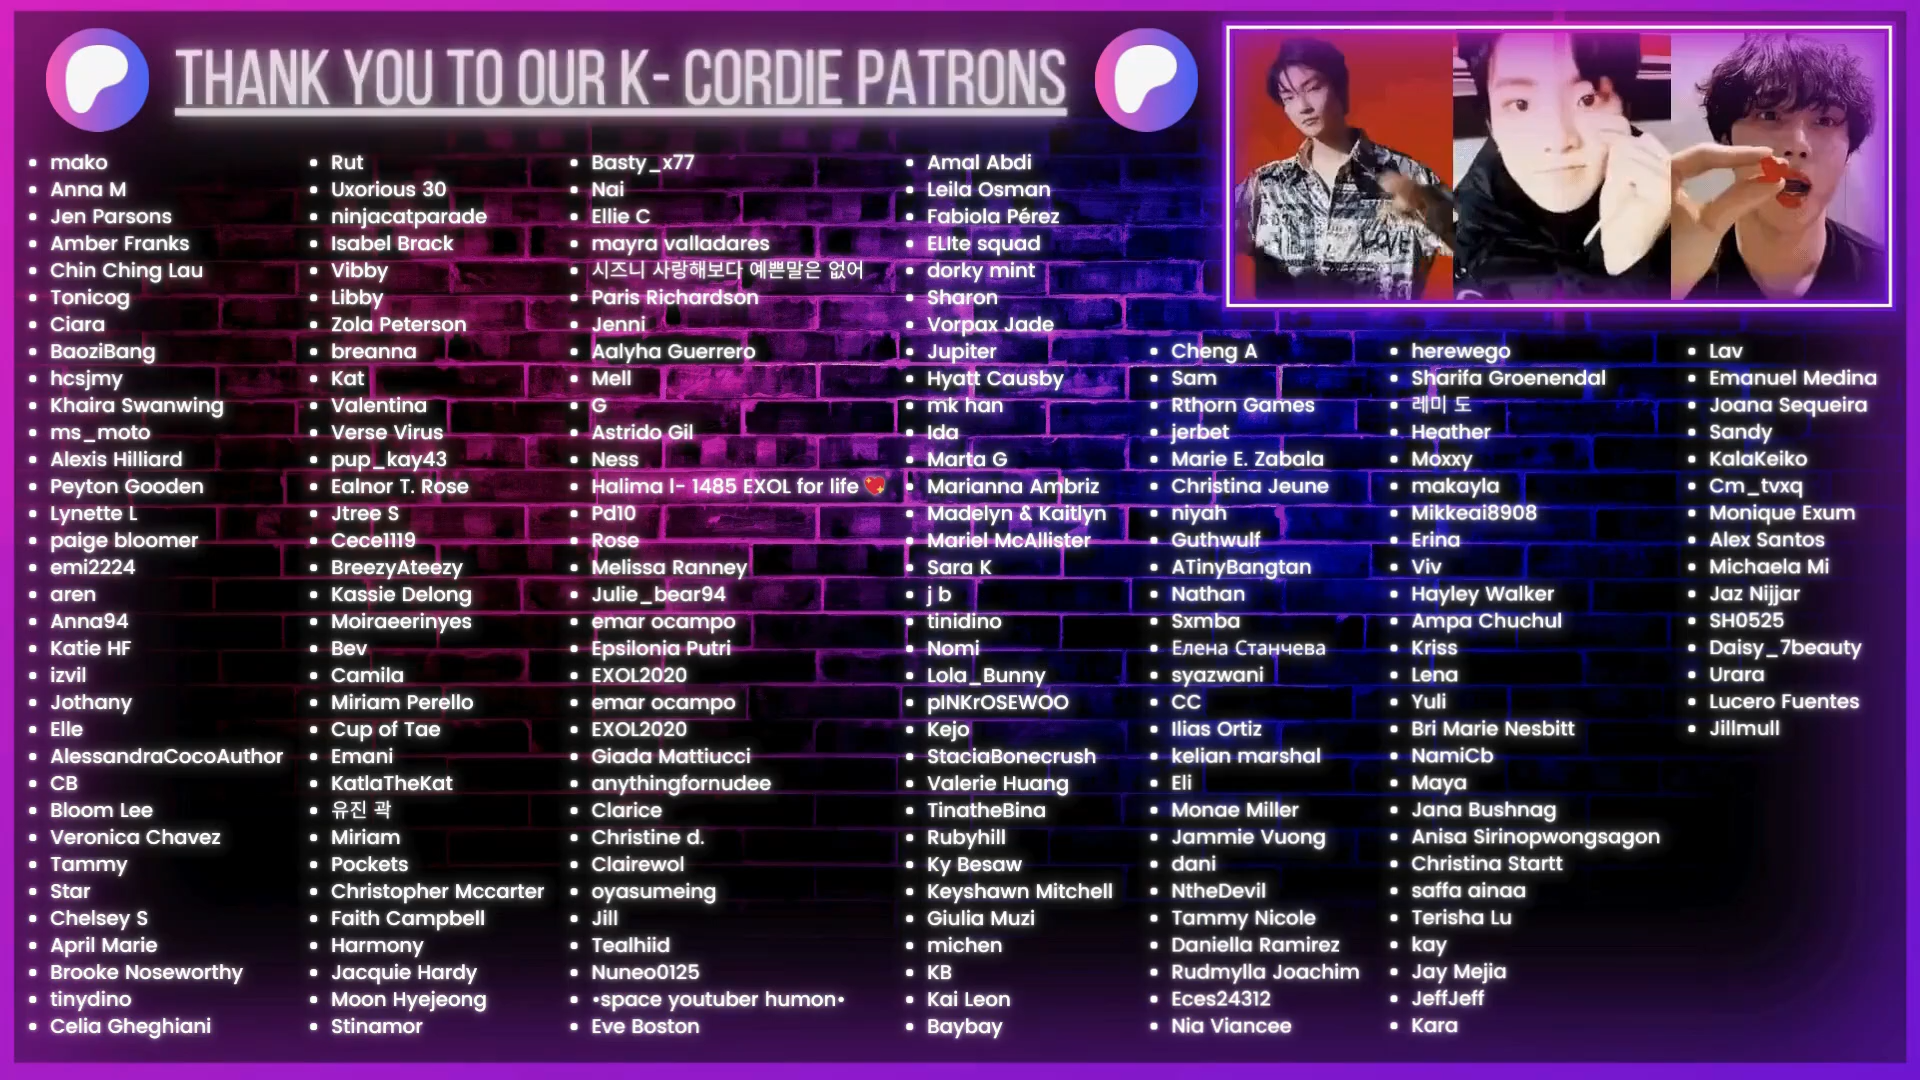 THANK YOU TO OUR K- CORDIE PATRONS
mako
Anna M
Jen Parsons
Amber Franks
Chin Ching Lau
Tonicog
Ciara
BaoziBang
hcsjmy
Khaira Swanwing
ms_moto
Alexis Hilliard
Peyton Gooden
Lynette L
paige bloomer
emi2224
aren
Anna94
Katie HF
izvil
Jothany
Elle
AlessandraCocoAuthor
CB
Bloom Lee
Veronica Chavez
Tammy
Star
Chelsey S
April Marie
Brooke Noseworthy
tinydino
Celia Gheghiani
Rut
Uxorious 30
ninjacatparade
Isabel Brack
Vibby
Libby
Zola Peterson
breanna
Kat
Valentina
Verse Virus
pup_kay43
Ealnor T. Rose
Jtree S
Cece1119
BreezyAteezy
Kassie Delong
Moiraeerinyes
Bev
Camila
Miriam Perello
Cup of Tae
Emani
KatlaTheKat
유진 곽
Miriam
Pockets
Christopher Mccarter
Faith Campbell
Harmony
Jacquie Hardy
Moon Hyejeong
Stinamor
Basty_x77
Nai
Ellie C
mayra valladares
시즈니 사랑해보다 예쁜말은 없어
Paris Richardson
Jenni
Aalyha Guerrero
Mell
G
Astrido Gil
Ness
Halima I- 1485 EXOL for life 💖
Pd10
Rose
Melissa Ranney
Julie_bear94
emar ocampo
Epsilonia Putri
EXOL2020
emar ocampo
EXOL2020
Giada Mattiucci
anythingfornudee
Clarice
Christine d.
Clairewol
oyasumeing
Jill
Tealhiid
Nuneo0125
•space youtuber humon•
Eve Boston
Amal Abdi
Leila Osman
Fabiola Pérez
ELIte squad
dorky mint
Sharon
Vorpax Jade
Jupiter
Hyatt Causby
mk han
Ida
Marta G
Marianna Ambriz
Madelyn & Kaitlyn
Mariel McAllister
Sara K
j b
tinidino
Nomi
Lola_Bunny
pINKrOSEWOO
Kejo
StaciaBonecrush
Valerie Huang
TinatheBina
Rubyhill
Ky Besaw
Keyshawn Mitchell
Giulia Muzi
michen
KB
Kai Leon
Baybay
Cheng A
Sam
Rthorn Games
jerbet
Marie E. Zabala
Christina Jeune
niyah
Guthwulf
ATinyBangtan
Nathan
Sxmba
Елена Станчева
syazwani
CC
Ilias Ortiz
kelian marshal
Eli
Monae Miller
Jammie Vuong
dani
NtheDevil
Tammy Nicole
Daniella Ramirez
Rudmylla Joachim
Eces24312
Nia Viancee
herewego
Sharifa Groenendal
레미 도
Heather
Moxxy
makayla
Mikkeai8908
Erina
Viv
Hayley Walker
Ampa Chuchul
Kriss
Lena
Yuli
Bri Marie Nesbitt
NamiCb
Maya
Jana Bushnag
Anisa Sirinopwongsagon
Christina Startt
saffa ainaa
Terisha Lu
kay
Jay Mejia
JeffJeff
Kara
Lav
Emanuel Medina
Joana Sequeira
Sandy
KalaKeiko
Cm_tvxq
Monique Exum
Alex Santos
Michaela Mi
Jaz Nijjar
SH0525
Daisy_7beauty
Urara
Lucero Fuentes
Jillmull
LOVE